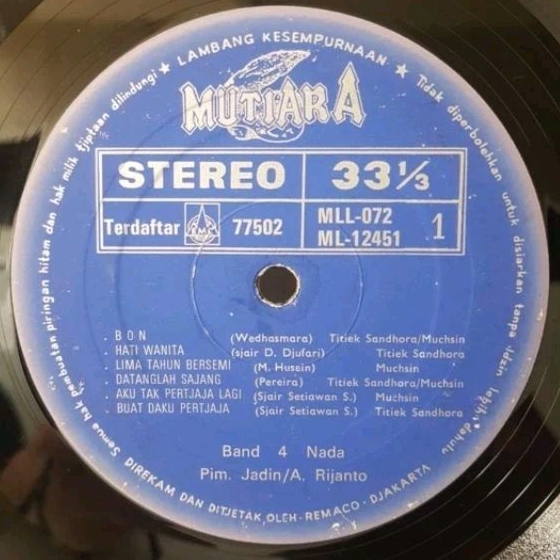 Semua hak pembuatan piringan hitam dan hak milik tjiptaan dilindungi ★ LAMBANG KESEMPURNAAN ★ Tidak diperbolehkan untuk disiarkan tanpa idzin lebih dahulu
MUTIARA
STEREO 33⅓
Terdaftar 77502 MLL-072
ML-12451 1
. BON (Wedhasmara) Titiek Sandhora/Muchsin
. HATI WANITA (sjair D. Djufari) Titiek Sandhora
. LIMA TAHUN BERSEMI (M. Husein) Muchsin
. DATANGLAH SAJANG (Pereira) Titiek Sandhora/Muchsin
. AKU TAK PERTJAJA LAGI (Sjair Setiawan S.) Muchsin
. BUAT DAKU PERTJAJA (Sjair Setiawan S.) Titiek Sandhora
Band 4 Nada
Pim. Jadin/A. Rijanto
DIREKAM DAN DITJETAK OLEH - REMACO - DJAKARTA